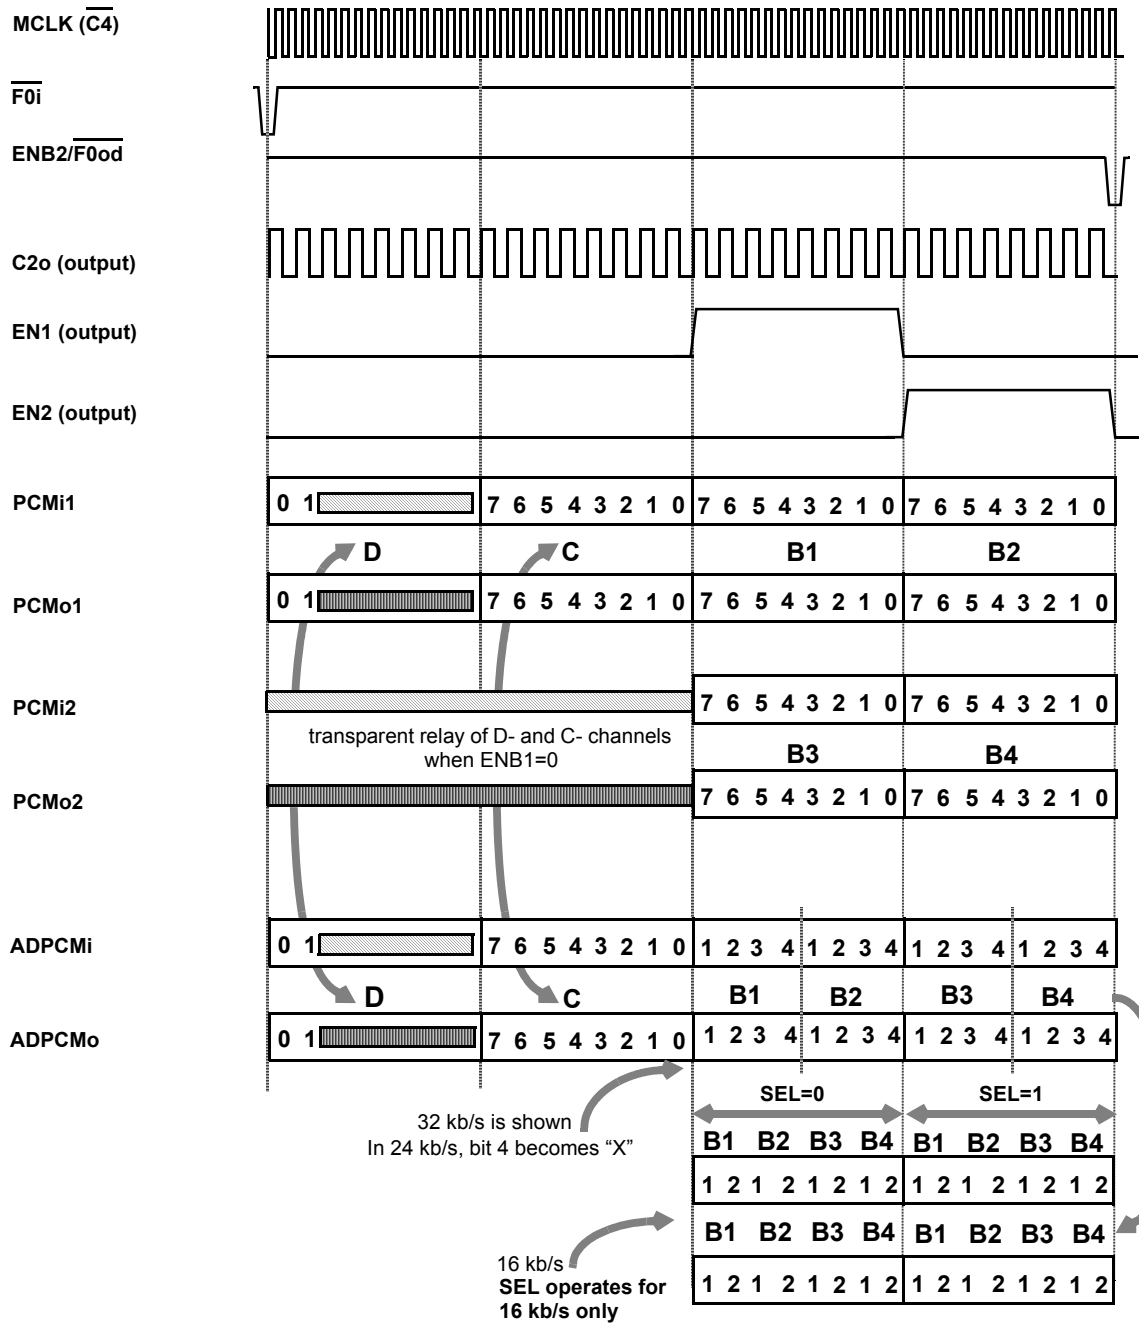 MCLK (C4)
F0i
ENB2/F0od
C2o (output)
EN1 (output)
EN2 (output)
PCMi1
0 1 7 6 5 4 3 2 1 0 7 6 5 4 3 2 1 0 7 6 5 4 3 2 1 0
D C B1 B2
PCMo1
0 1 7 6 5 4 3 2 1 0 7 6 5 4 3 2 1 0 7 6 5 4 3 2 1 0
PCMi2
7 6 5 4 3 2 1 0 7 6 5 4 3 2 1 0
transparent relay of D- and C- channels
when ENB1=0
B3 B4
PCMo2
7 6 5 4 3 2 1 0 7 6 5 4 3 2 1 0
ADPCMi
0 1 7 6 5 4 3 2 1 0 1 2 3 4 1 2 3 4 1 2 3 4 1 2 3 4
D C B1 B2 B3 B4
ADPCMo
0 1 7 6 5 4 3 2 1 0 1 2 3 4 1 2 3 4 1 2 3 4 1 2 3 4
SEL=0 SEL=1
32 kb/s is shown
In 24 kb/s, bit 4 becomes “X”
B1 B2 B3 B4 B1 B2 B3 B4
1 2 1 2 1 2 1 2 1 2 1 2 1 2 1 2
B1 B2 B3 B4 B1 B2 B3 B4
16 kb/s
SEL operates for
16 kb/s only
1 2 1 2 1 2 1 2 1 2 1 2 1 2 1 2